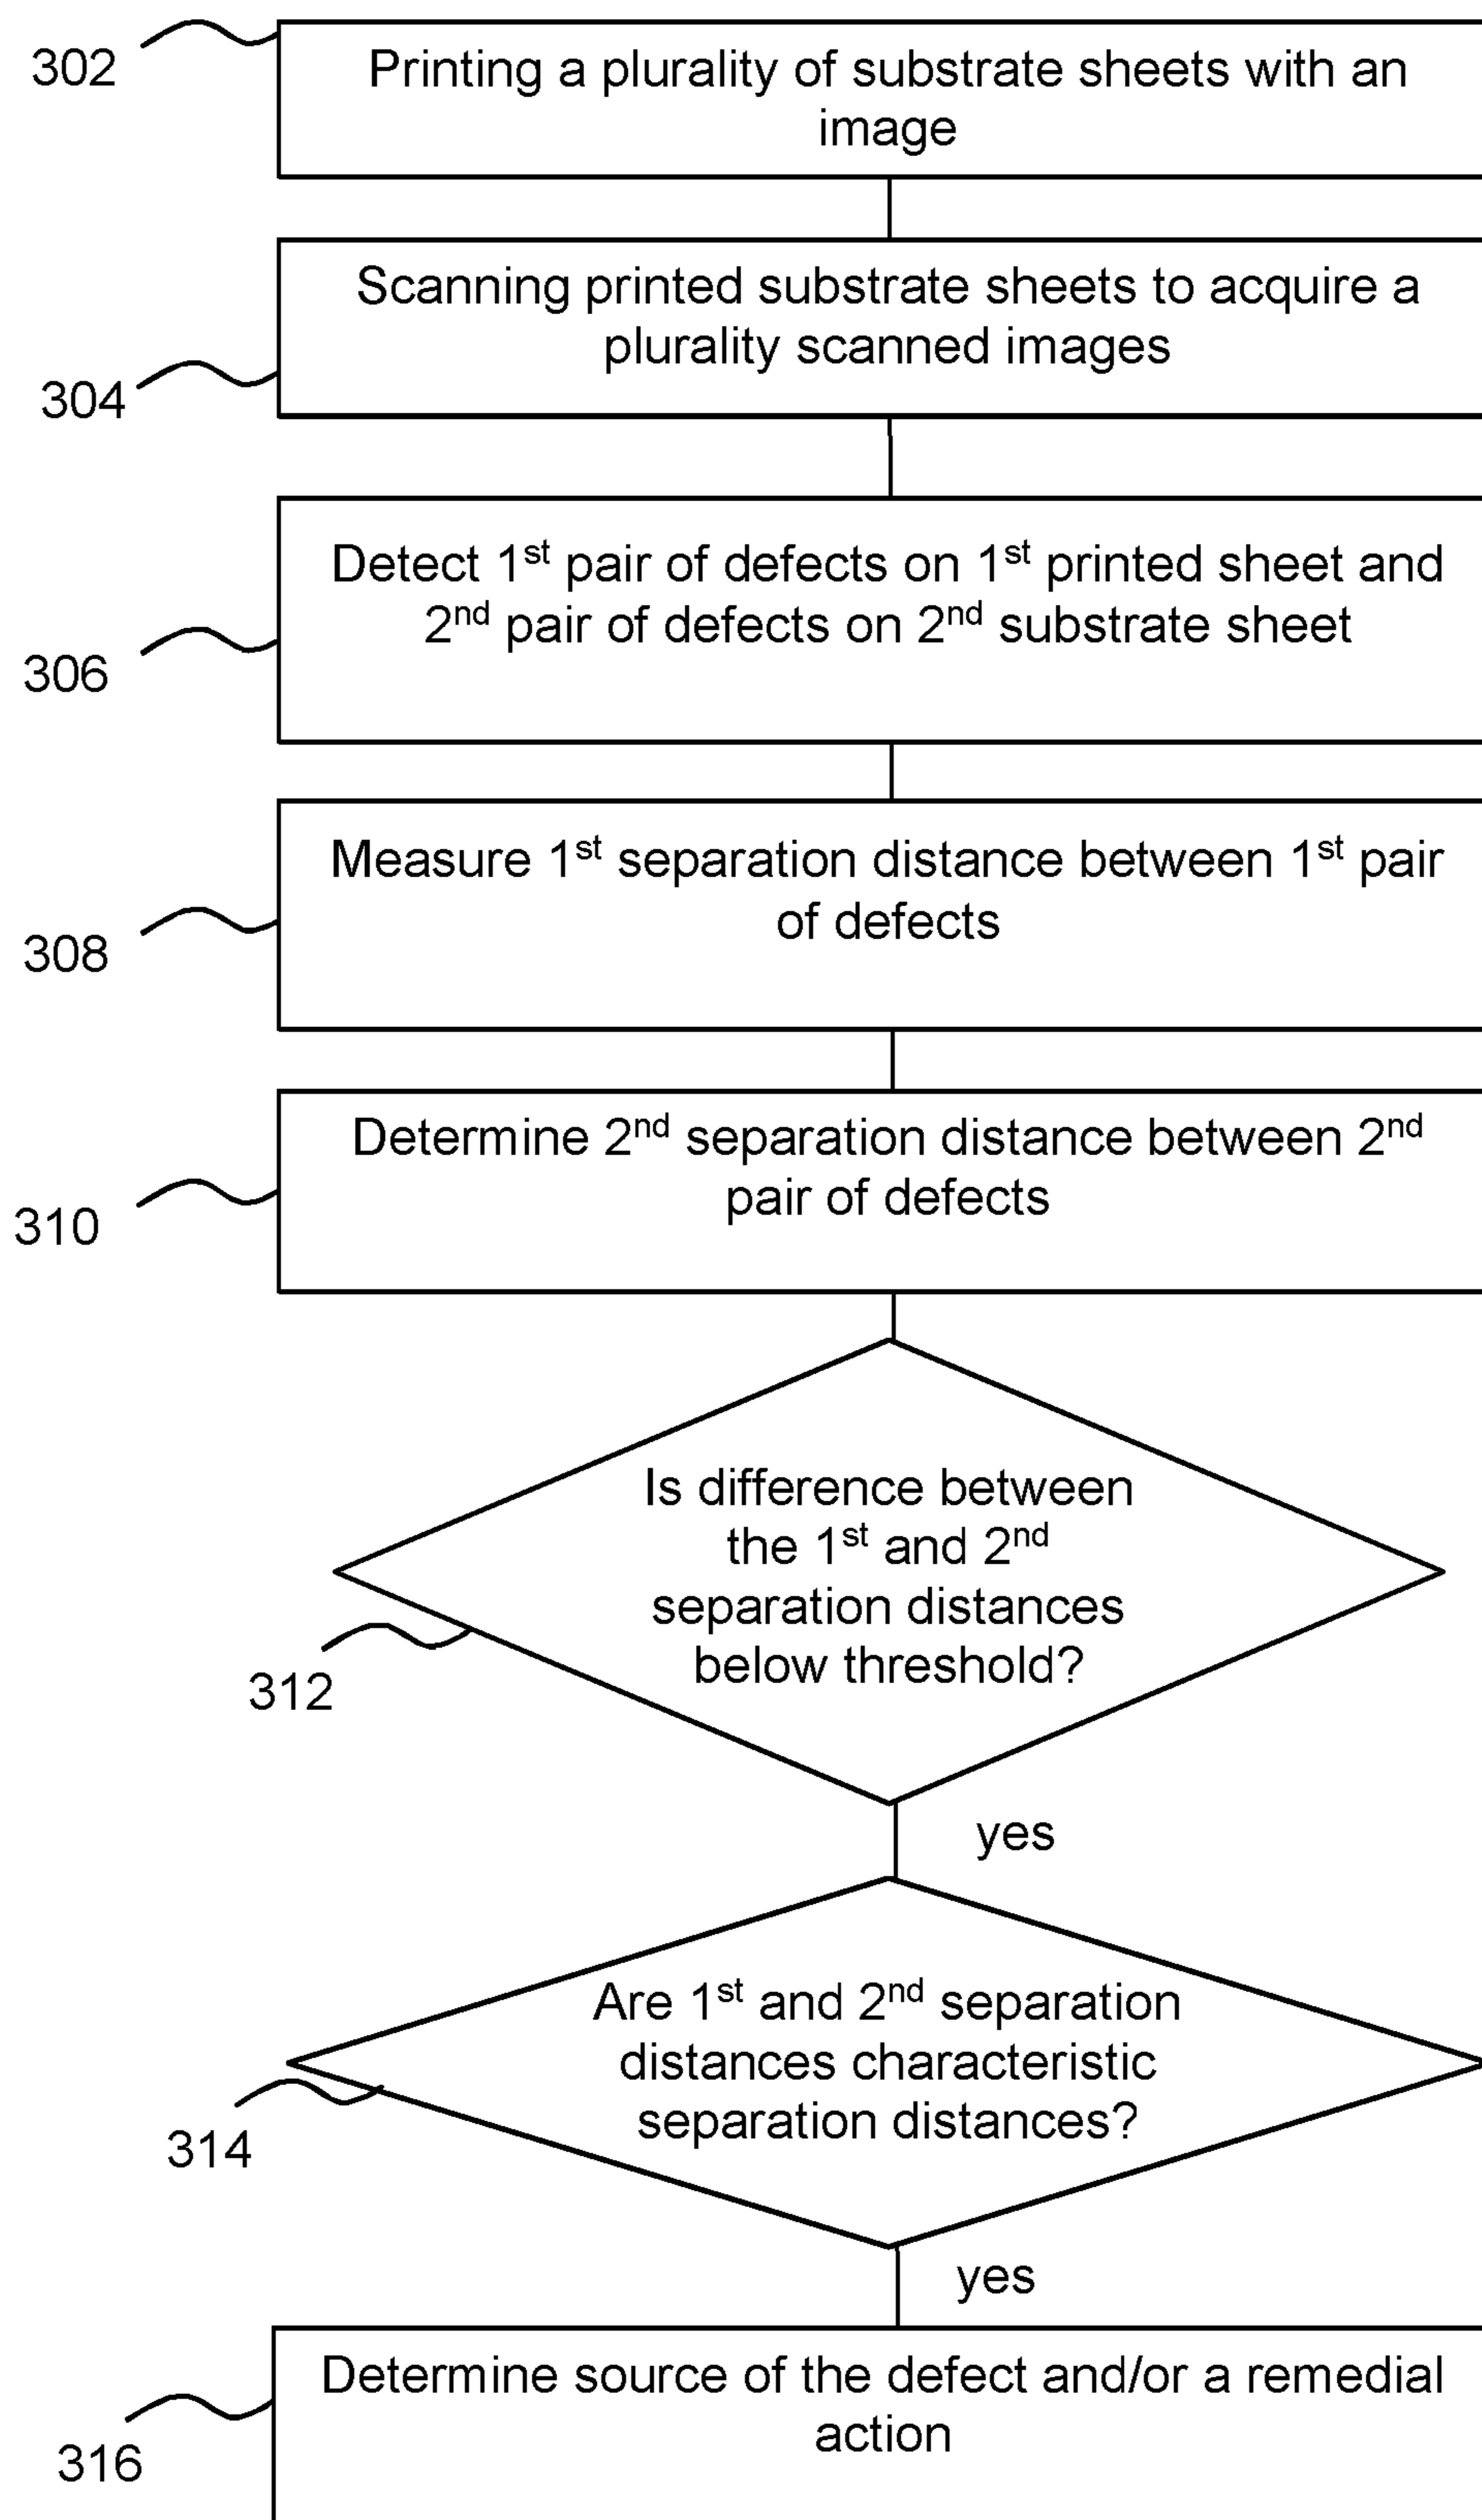 302
Printing a plurality of substrate sheets with an
image
304
Scanning printed substrate sheets to acquire a
plurality scanned images
306
Detect 1st pair of defects on 1st printed sheet and
2nd pair of defects on 2nd substrate sheet
308
Measure 1st separation distance between 1st pair
of defects
310
Determine 2nd separation distance between 2nd
pair of defects
312
Is difference between
the 1st and 2nd
separation distances
below threshold?
yes
314
Are 1st and 2nd separation
distances characteristic
separation distances?
yes
316
Determine source of the defect and/or a remedial
action